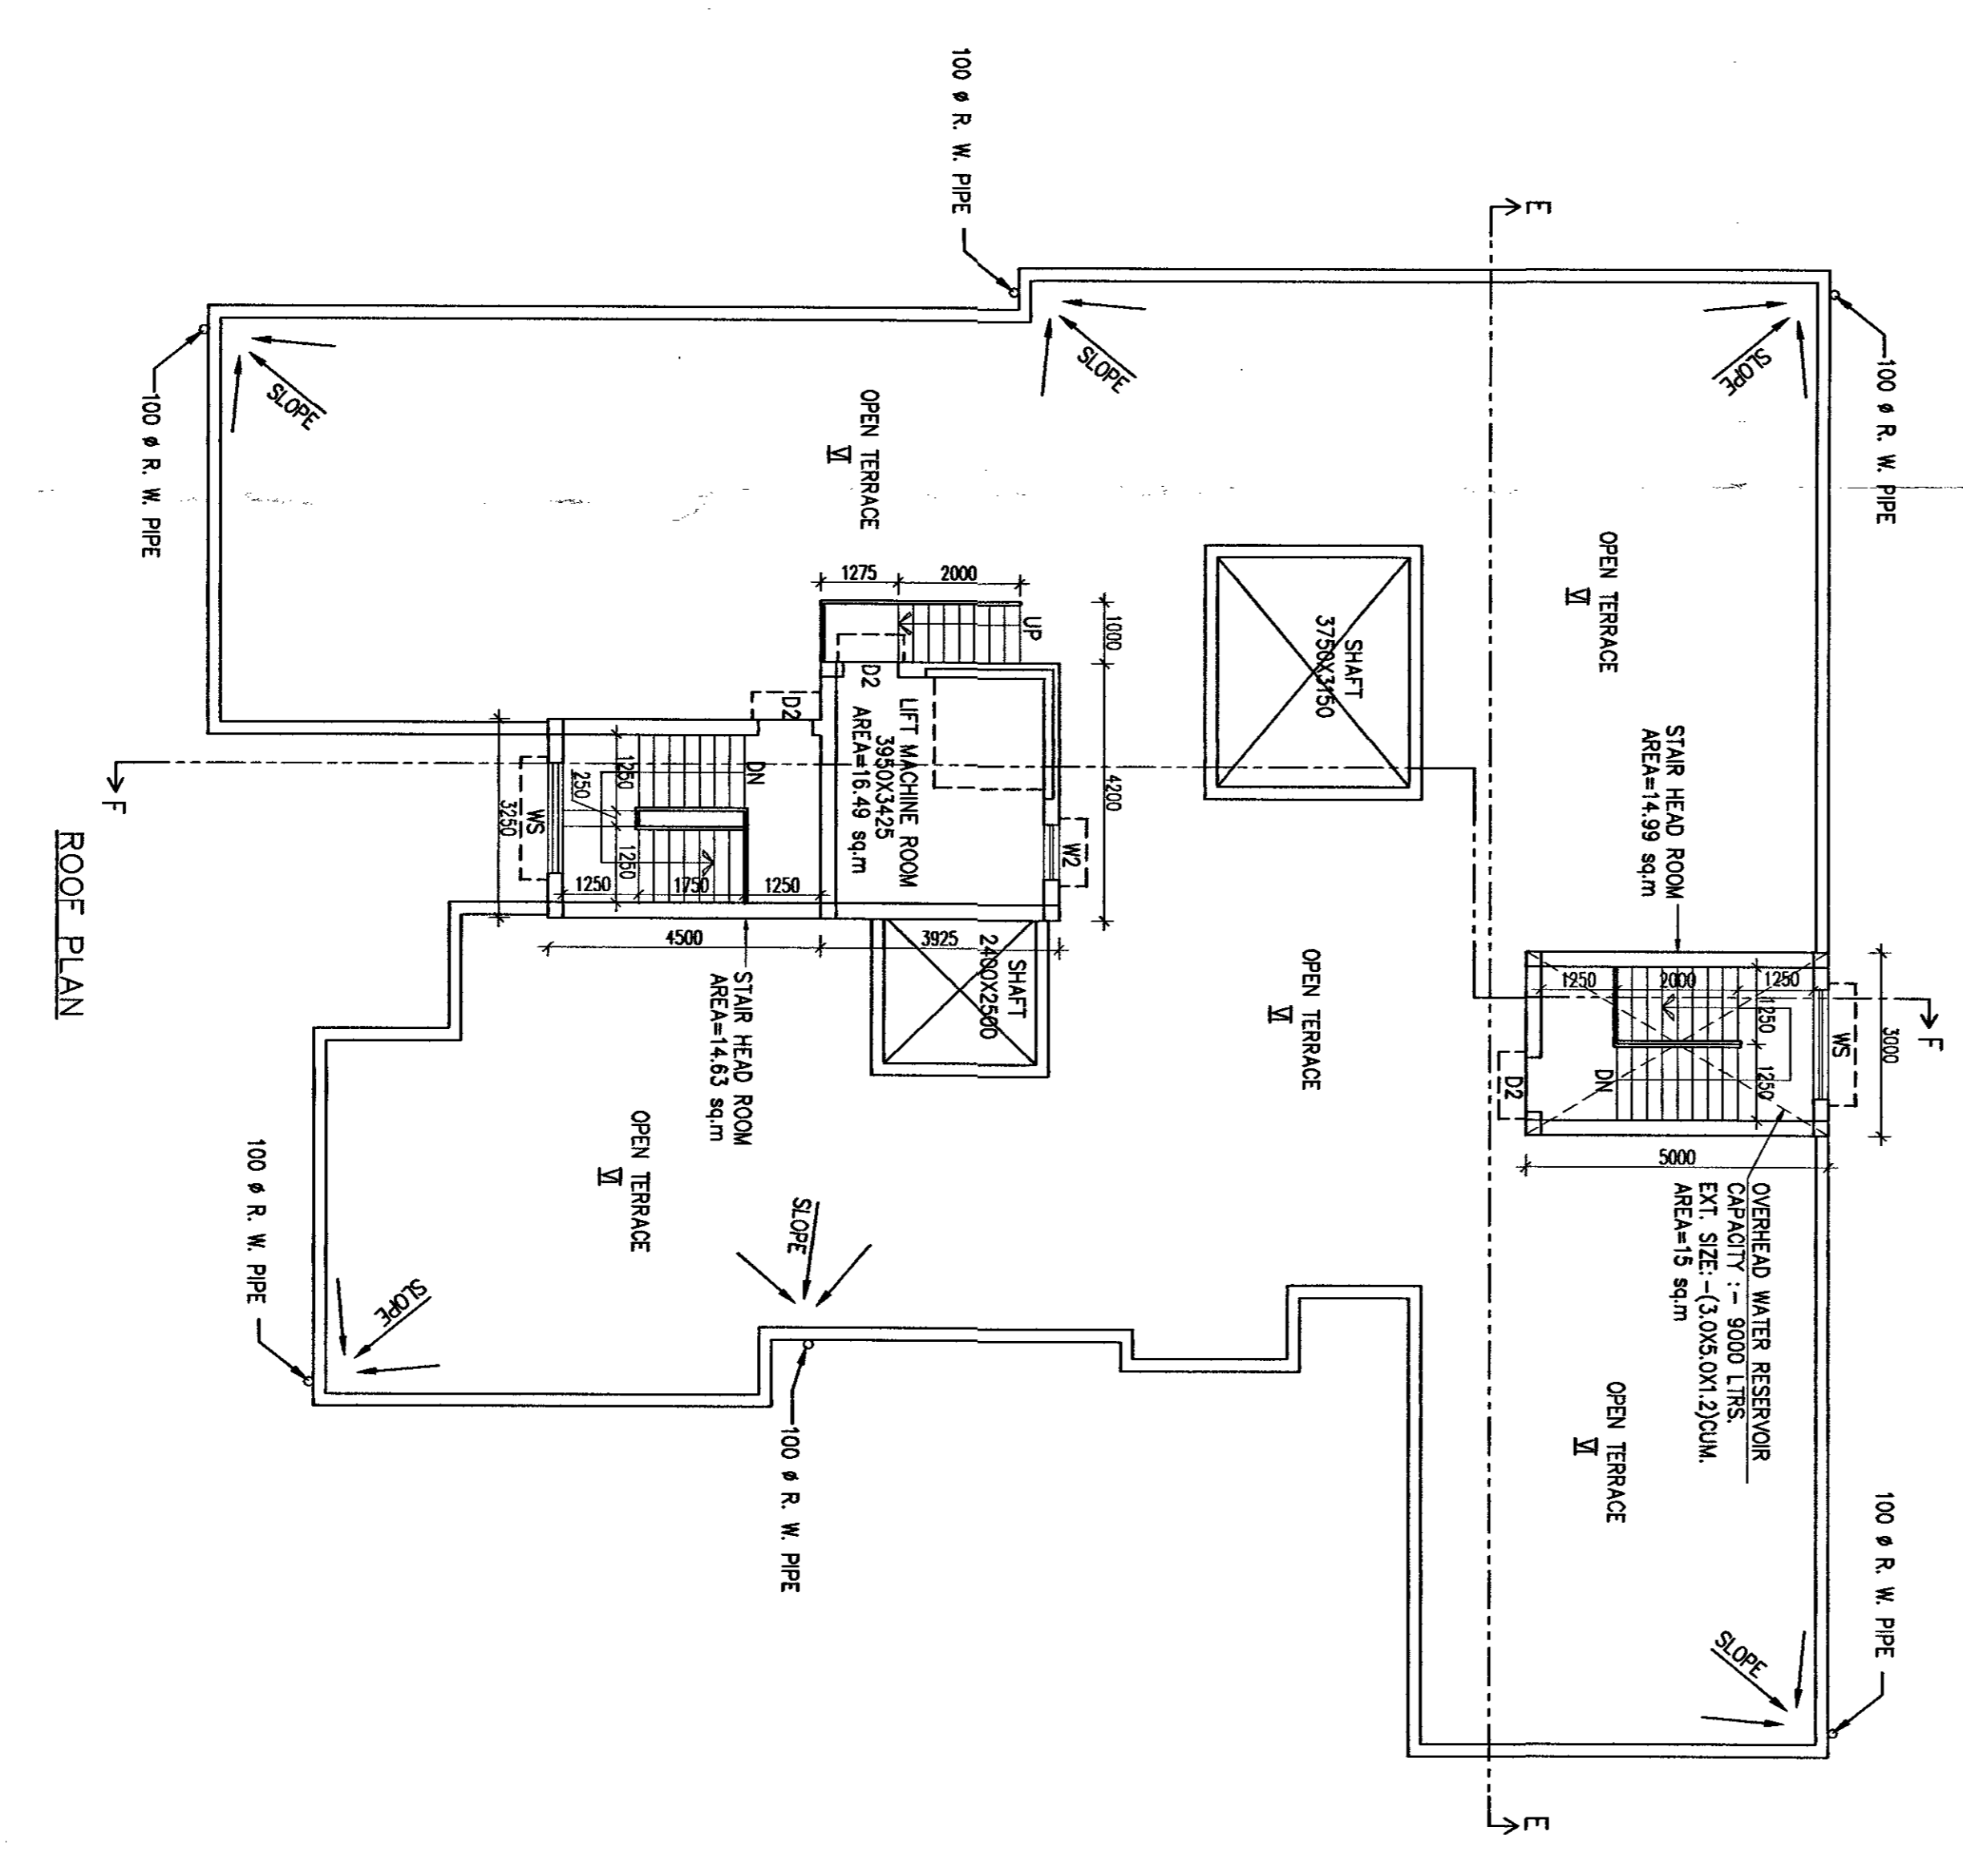 100 ø R. W. PIPE
100 ø R. W. PIPE
100 ø R. W. PIPE
100 ø R. W. PIPE
100 ø R. W. PIPE
100 ø R. W. PIPE
E
E
F
F
SLOPE
SLOPE
SLOPE
SLOPE
SLOPE
SLOPE
OPEN TERRACE
VI
OPEN TERRACE
VI
OPEN TERRACE
VI
OPEN TERRACE
VI
OPEN TERRACE
VI
SHAFT
3750X3150
SHAFT
2400X2500
STAIR HEAD ROOM
AREA=14.99 sq.m
STAIR HEAD ROOM
AREA=14.63 sq.m
LIFT MACHINE ROOM
3950X3425
AREA=16.49 sq.m
OVERHEAD WATER RESERVOIR
CAPACITY :- 9000 LTRS.
EXT. SIZE:-(3.0X5.0X1.2)CUM.
AREA=15 sq.m
1275
2000
1000
4200
UP
D2
D2
W2
DN
WS
1250
250
1250
3250
1250
1750
1250
4500
3925
1250
2000
1250
1250
1250
DN
D2
WS
3000
5000
ROOF PLAN